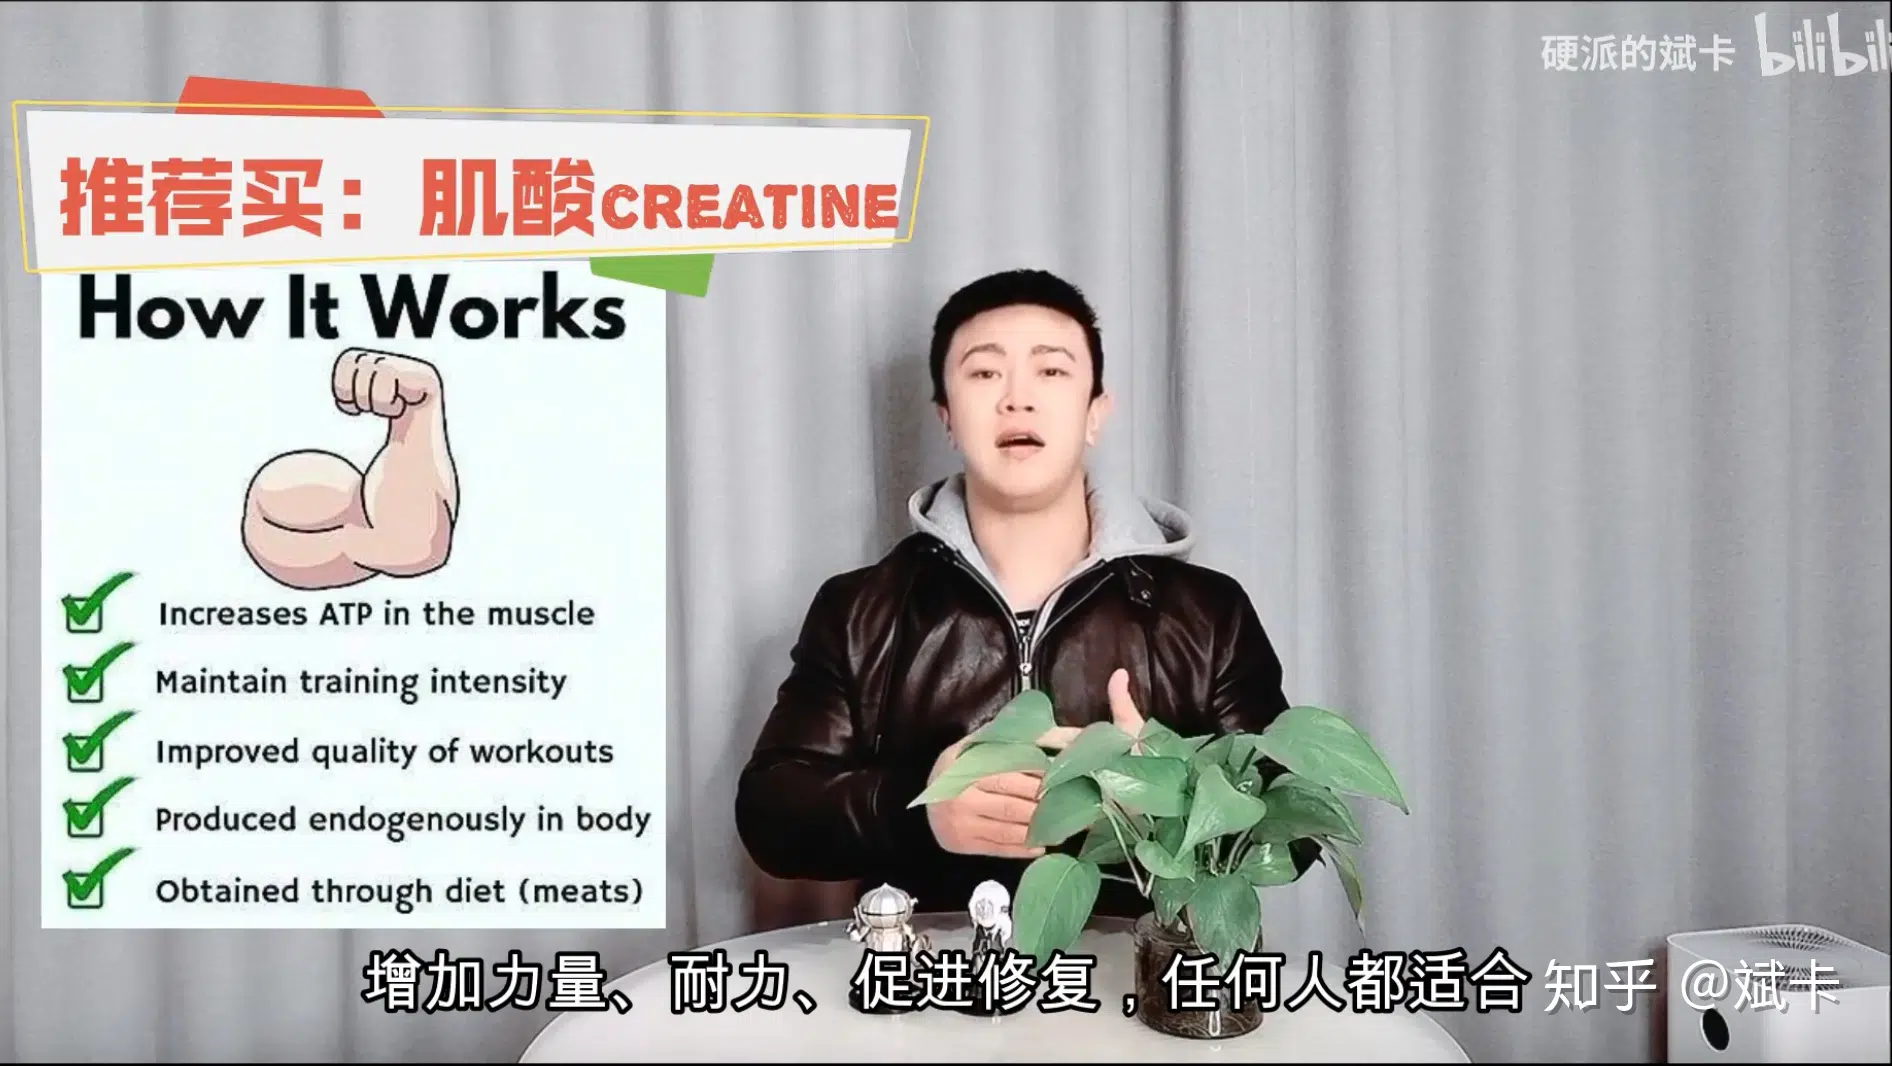 硬派的斌卡 bilibili
推荐买：肌酸CREATINE
How It Works
Increases ATP in the muscle
Maintain training intensity
Improved quality of workouts
Produced endogenously in body
Obtained through diet (meats)
增加力量、耐力、促进修复，任何人都适合
知乎 @斌卡